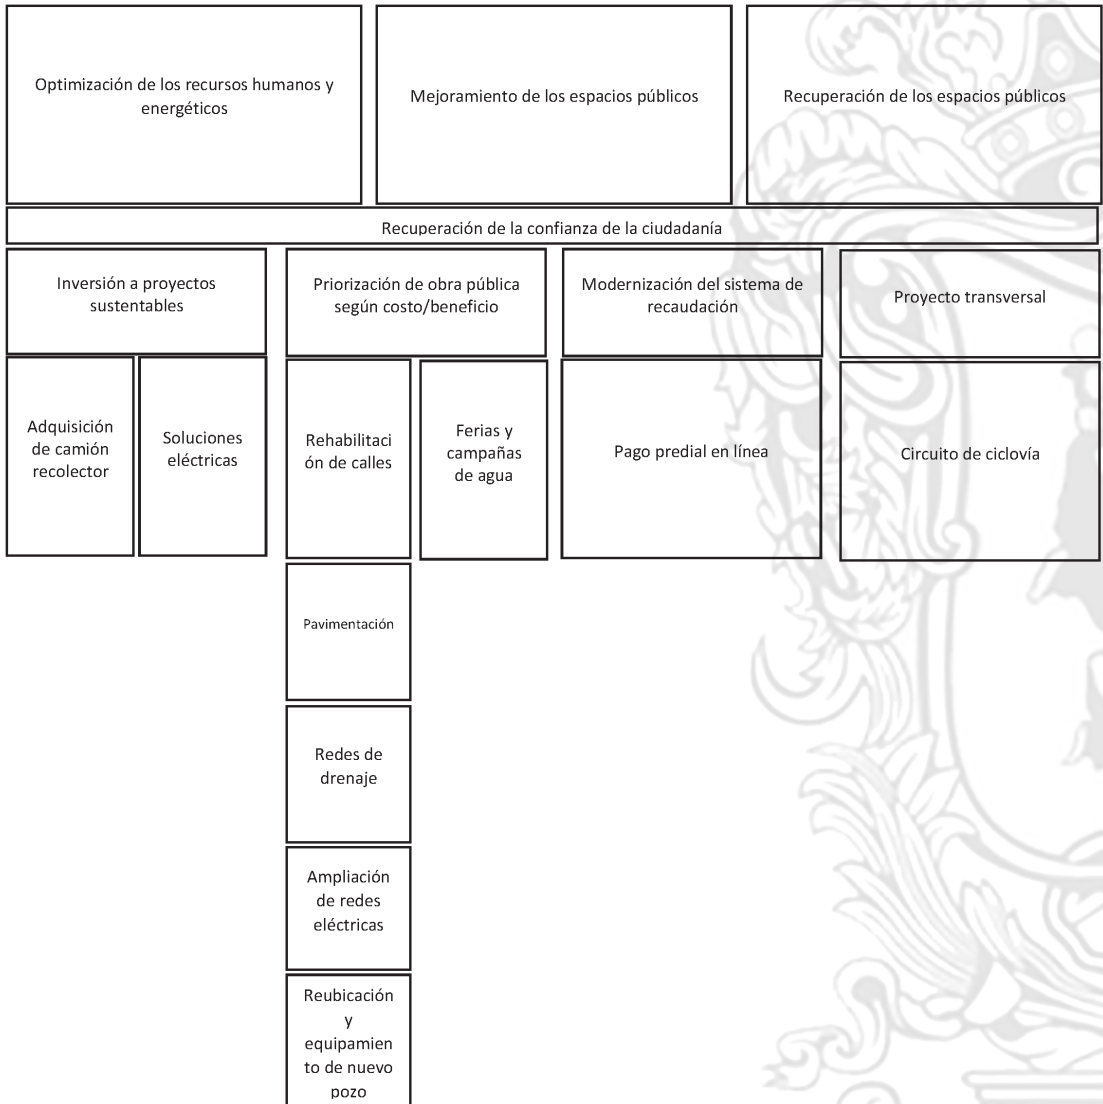 Optimización de los recursos humanos y
energéticos
Mejoramiento de los espacios públicos
Recuperación de los espacios públicos
Recuperación de la confianza de la ciudadanía
Inversión a proyectos
sustentables
Priorización de obra pública
según costo/beneficio
Modernización del sistema de
recaudación
Proyecto transversal
Adquisición
de camión
recolector
Soluciones
eléctricas
Rehabilitaci
ón de calles
Ferias y
campañas
de agua
Pago predial en línea
Circuito de ciclovía
Pavimentación
Redes de
drenaje
Ampliación
de redes
eléctricas
Reubicación
y
equipamien
to de nuevo
pozo